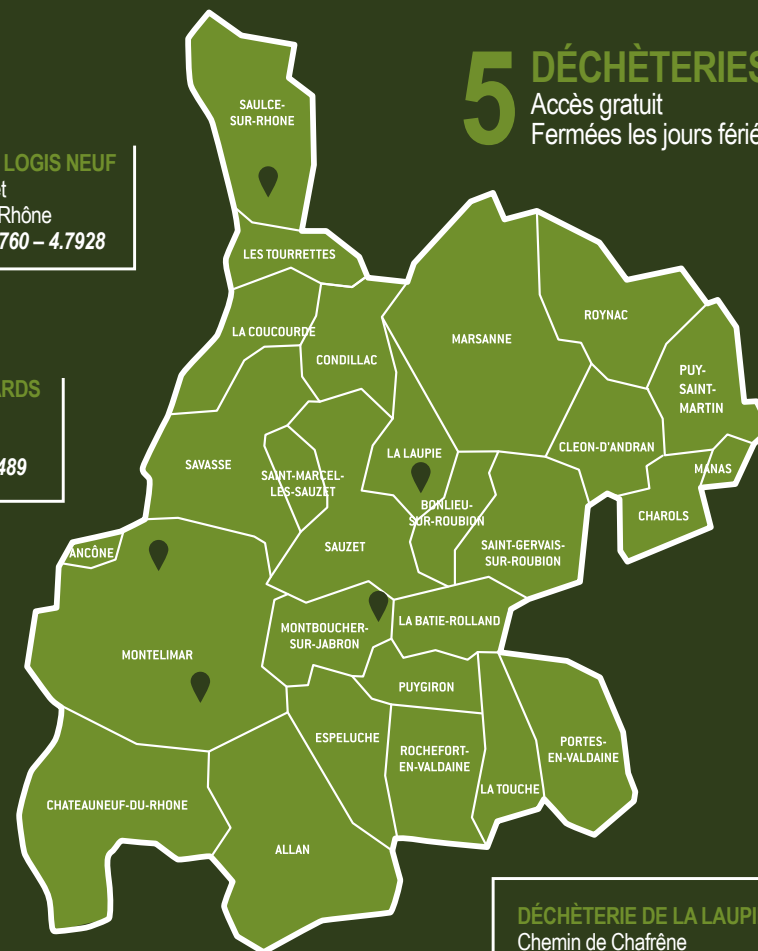 5 DÉCHÈTERIES
Accès gratuit
Fermées les jours férié
LOGIS NEUF
et
Rhône
760 – 4.7928
ARDS
489
SAULCE-
SUR-RHONE
LES TOURRETTES
LA COUCOURDE
CONDILLAC
MARSANNE
ROYNAC
PUY-
SAINT-
MARTIN
SAVASSE
SAINT-MARCEL-
LES-SAUZET
LA LAUPIE
CLEON-D'ANDRAN
MANAS
BONLIEU-
SUR-ROUBION
CHAROLS
ANCÔNE
SAUZET
SAINT-GERVAIS-
SUR-ROUBION
MONTELIMAR
MONTBOUCHER-
SUR-JABRON
LA BATIE-ROLLAND
PUYGIRON
ESPELUCHE
ROCHEFORT-
EN-VALDAINE
PORTES-
EN-VALDAINE
LA TOUCHE
CHATEAUNEUF-DU-RHONE
ALLAN
DÉCHÈTERIE DE LA LAUPI
Chemin de Chafrêne